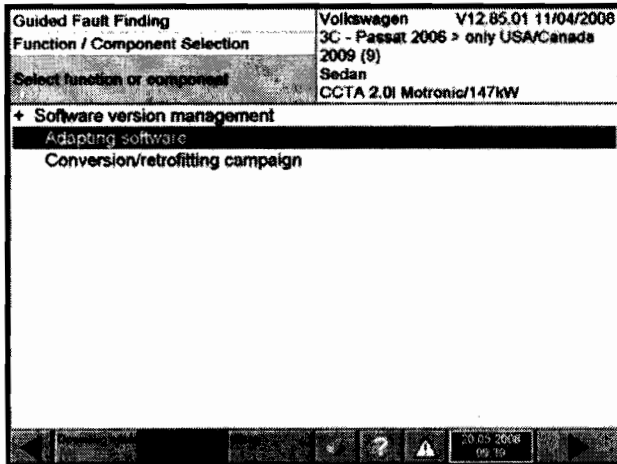 Guided Fault Finding
Function / Component Selection
Select function or component
Volkswagen V12.85.01 11/04/2008
3C - Passat 2006 > only USA/Canada
2009 (9)
Sedan
CCTA 2.0l Motronic/147kW
+ Software version management
Adapting software
Conversion/retrofitting campaign
?
20.05.2008